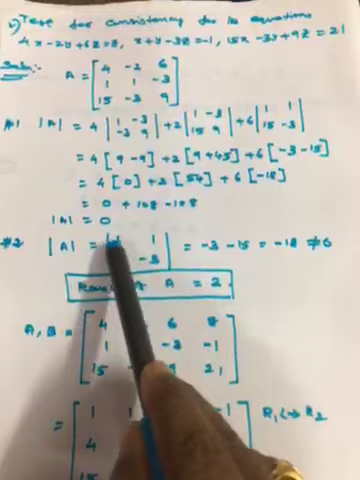 1) Test for consistency for the equations
4x-2y+6z=8, x+y-3z=-1, 15x-3y+9z=21
Soln:- A = [4 -2 6
1 1 -3
15 -3 9]
#1 |A| = 4 |1 -3 / -3 9| +2 |1 -3 / 15 9| +6 |1 1 / 15 -3|
= 4[9-9] +2[9+45] +6[-3-15]
= 4[0] +2[54] +6[-18]
= 0 + 108 - 108
|A| = 0
#2 |A| = | 1 / -3| = -3-15 = -18 ≠ 0
A = 2.
A, B = [4 6 8
1 -3 -1
15 9 21]
= [1 1 -1 R1 ↔ R2
4
15